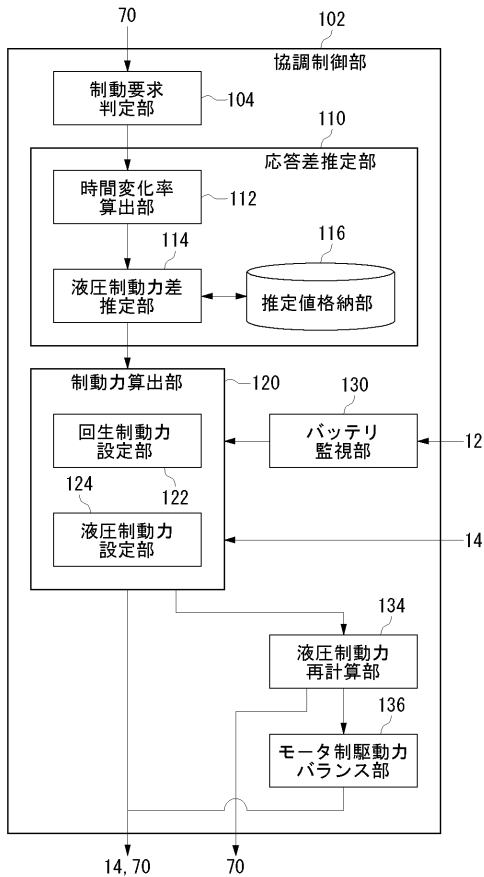 70
102
協調制御部
制動要求
判定部
104
110
応答差推定部
時間変化率
算出部
112
114
116
液圧制動力差
推定部
推定値格納部
制動力算出部
120
130
回生制動力
設定部
バッテリ
監視部
12
124
122
液圧制動力
設定部
14
134
液圧制動力
再計算部
136
モータ制駆動力
バランス部
14, 70
70